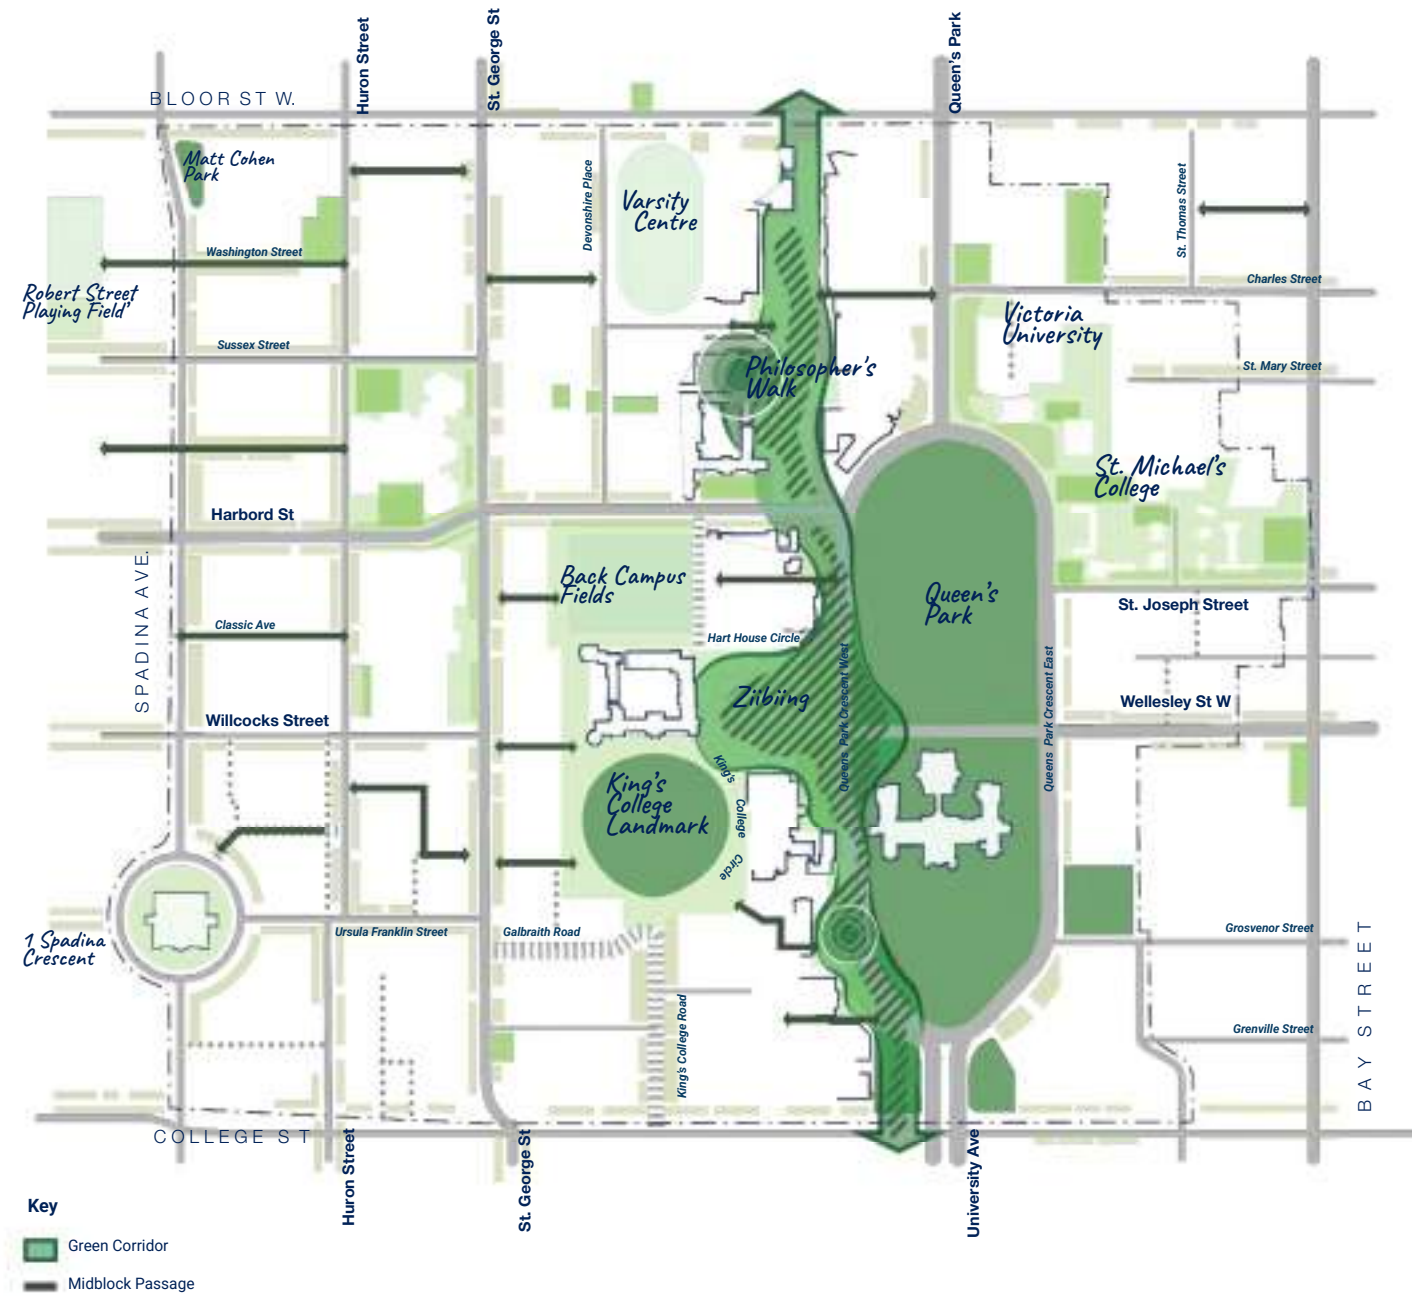 Huron Street
St. George St
Queen's Park
BLOOR ST W.
Matt Cohen
Park
Devonshire Place
Varsity
Centre
St. Thomas Street
Washington Street
Charles Street
Robert Street
Playing Field'
Victoria
University
Sussex Street
Philosopher's
Walk
St. Mary Street
St. Michael's
College
Harbord St
SPADINA AVE.
Back Campus
Fields
Queen's
Park
St. Joseph Street
Classic Ave
Hart House Circle
Queens Park Crescent West
Queens Park Crescent East
Ziibiing
Wellesley St W
Willcocks Street
King's
College
Circle
King's
College
Landmark
1 Spadina
Crescent
Ursula Franklin Street
Galbraith Road
Grosvenor Street
BAY STREET
King's College Road
Grenville Street
COLLEGE ST
Huron Street
St. George St
University Ave
Key
Green Corridor
Midblock Passage